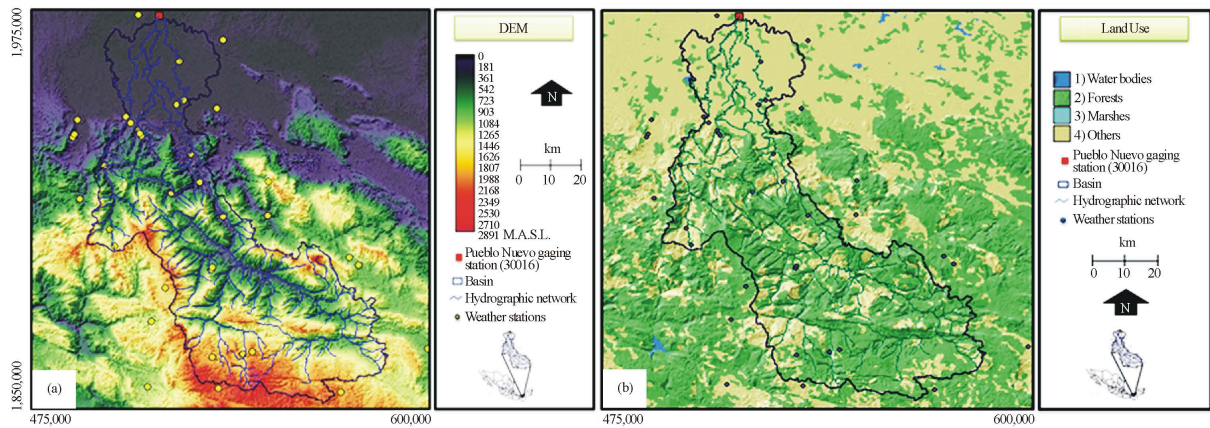 1,975,000
1,850,000
475,000
600,000
(a)
DEM
0
181
361
542
723
903
1084
1265
1446
1626
1807
1988
2168
2349
2530
2710
2891 M.A.S.L.
N
km
0 10 20
Pueblo Nuevo gaging
station (30016)
Basin
Hydrographic network
Weather stations
475,000
600,000
(b)
Land Use
1) Water bodies
2) Forests
3) Marshes
4) Others
Pueblo Nuevo gaging
station (30016)
Basin
Hydrographic network
Weather stations
km
0 10 20
N